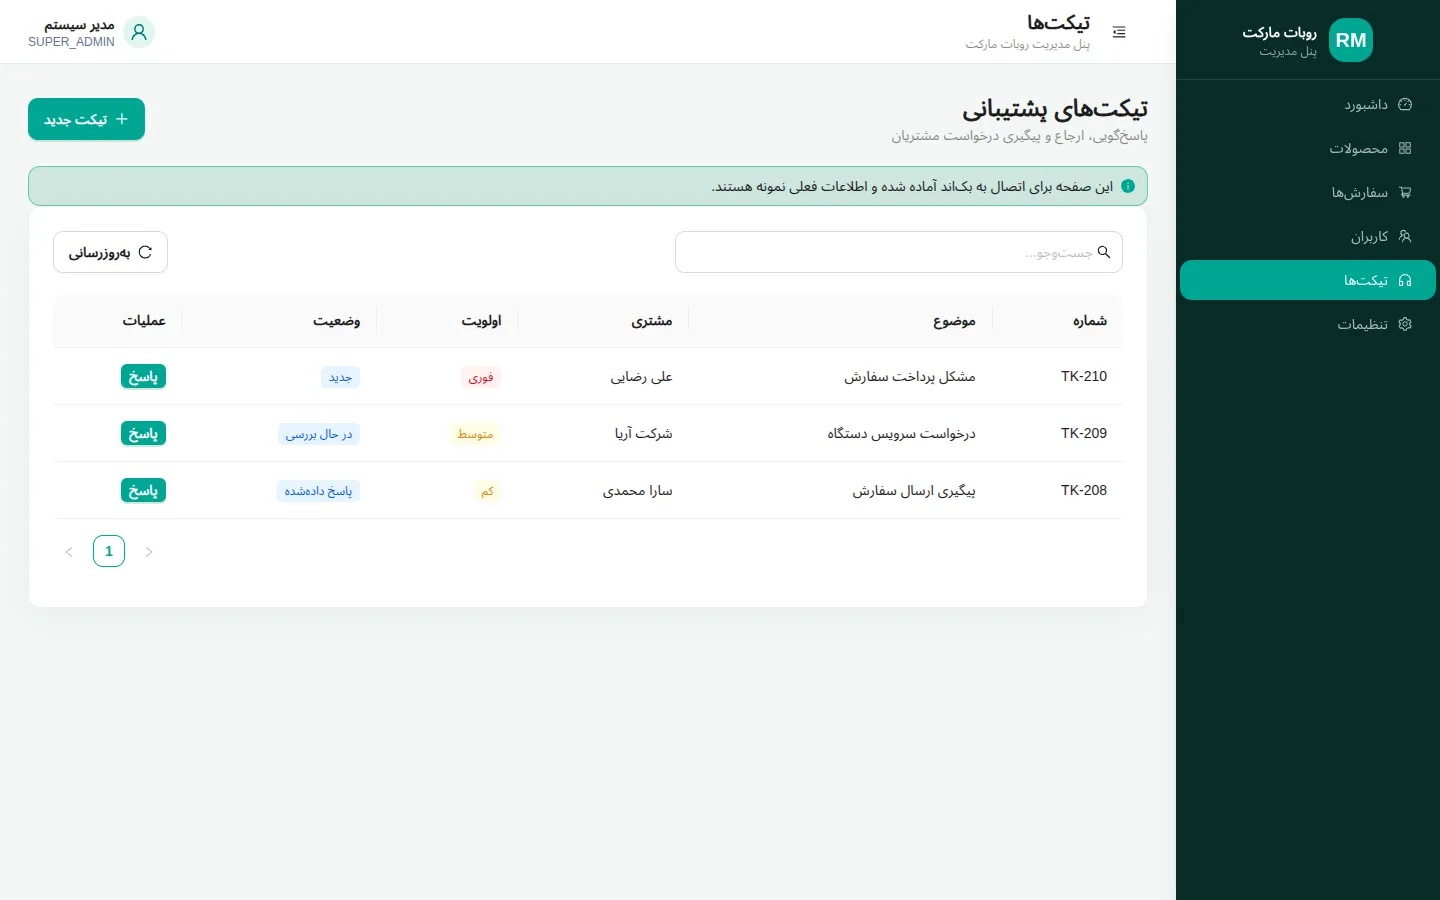 RM
روبات مارکت
پنل مدیریت
داشبورد
محصولات
سفارش‌ها
کاربران
تیکت‌ها
تنظیمات
تیکت‌ها
پنل مدیریت روبات مارکت
مدیر سیستم
SUPER_ADMIN
تیکت‌های پشتیبانی
پاسخ‌گویی، ارجاع و پیگیری درخواست مشتریان
تیکت جدید
این صفحه برای اتصال به بک‌اند آماده شده و اطلاعات فعلی نمونه هستند.
جست‌وجو...
به‌روزرسانی
شماره موضوع مشتری اولویت وضعیت عملیات
TK-210 مشکل پرداخت سفارش علی رضایی فوری جدید پاسخ
TK-209 درخواست سرویس دستگاه شرکت آریا متوسط در حال بررسی پاسخ
TK-208 پیگیری ارسال سفارش سارا محمدی کم پاسخ داده‌شده پاسخ
1